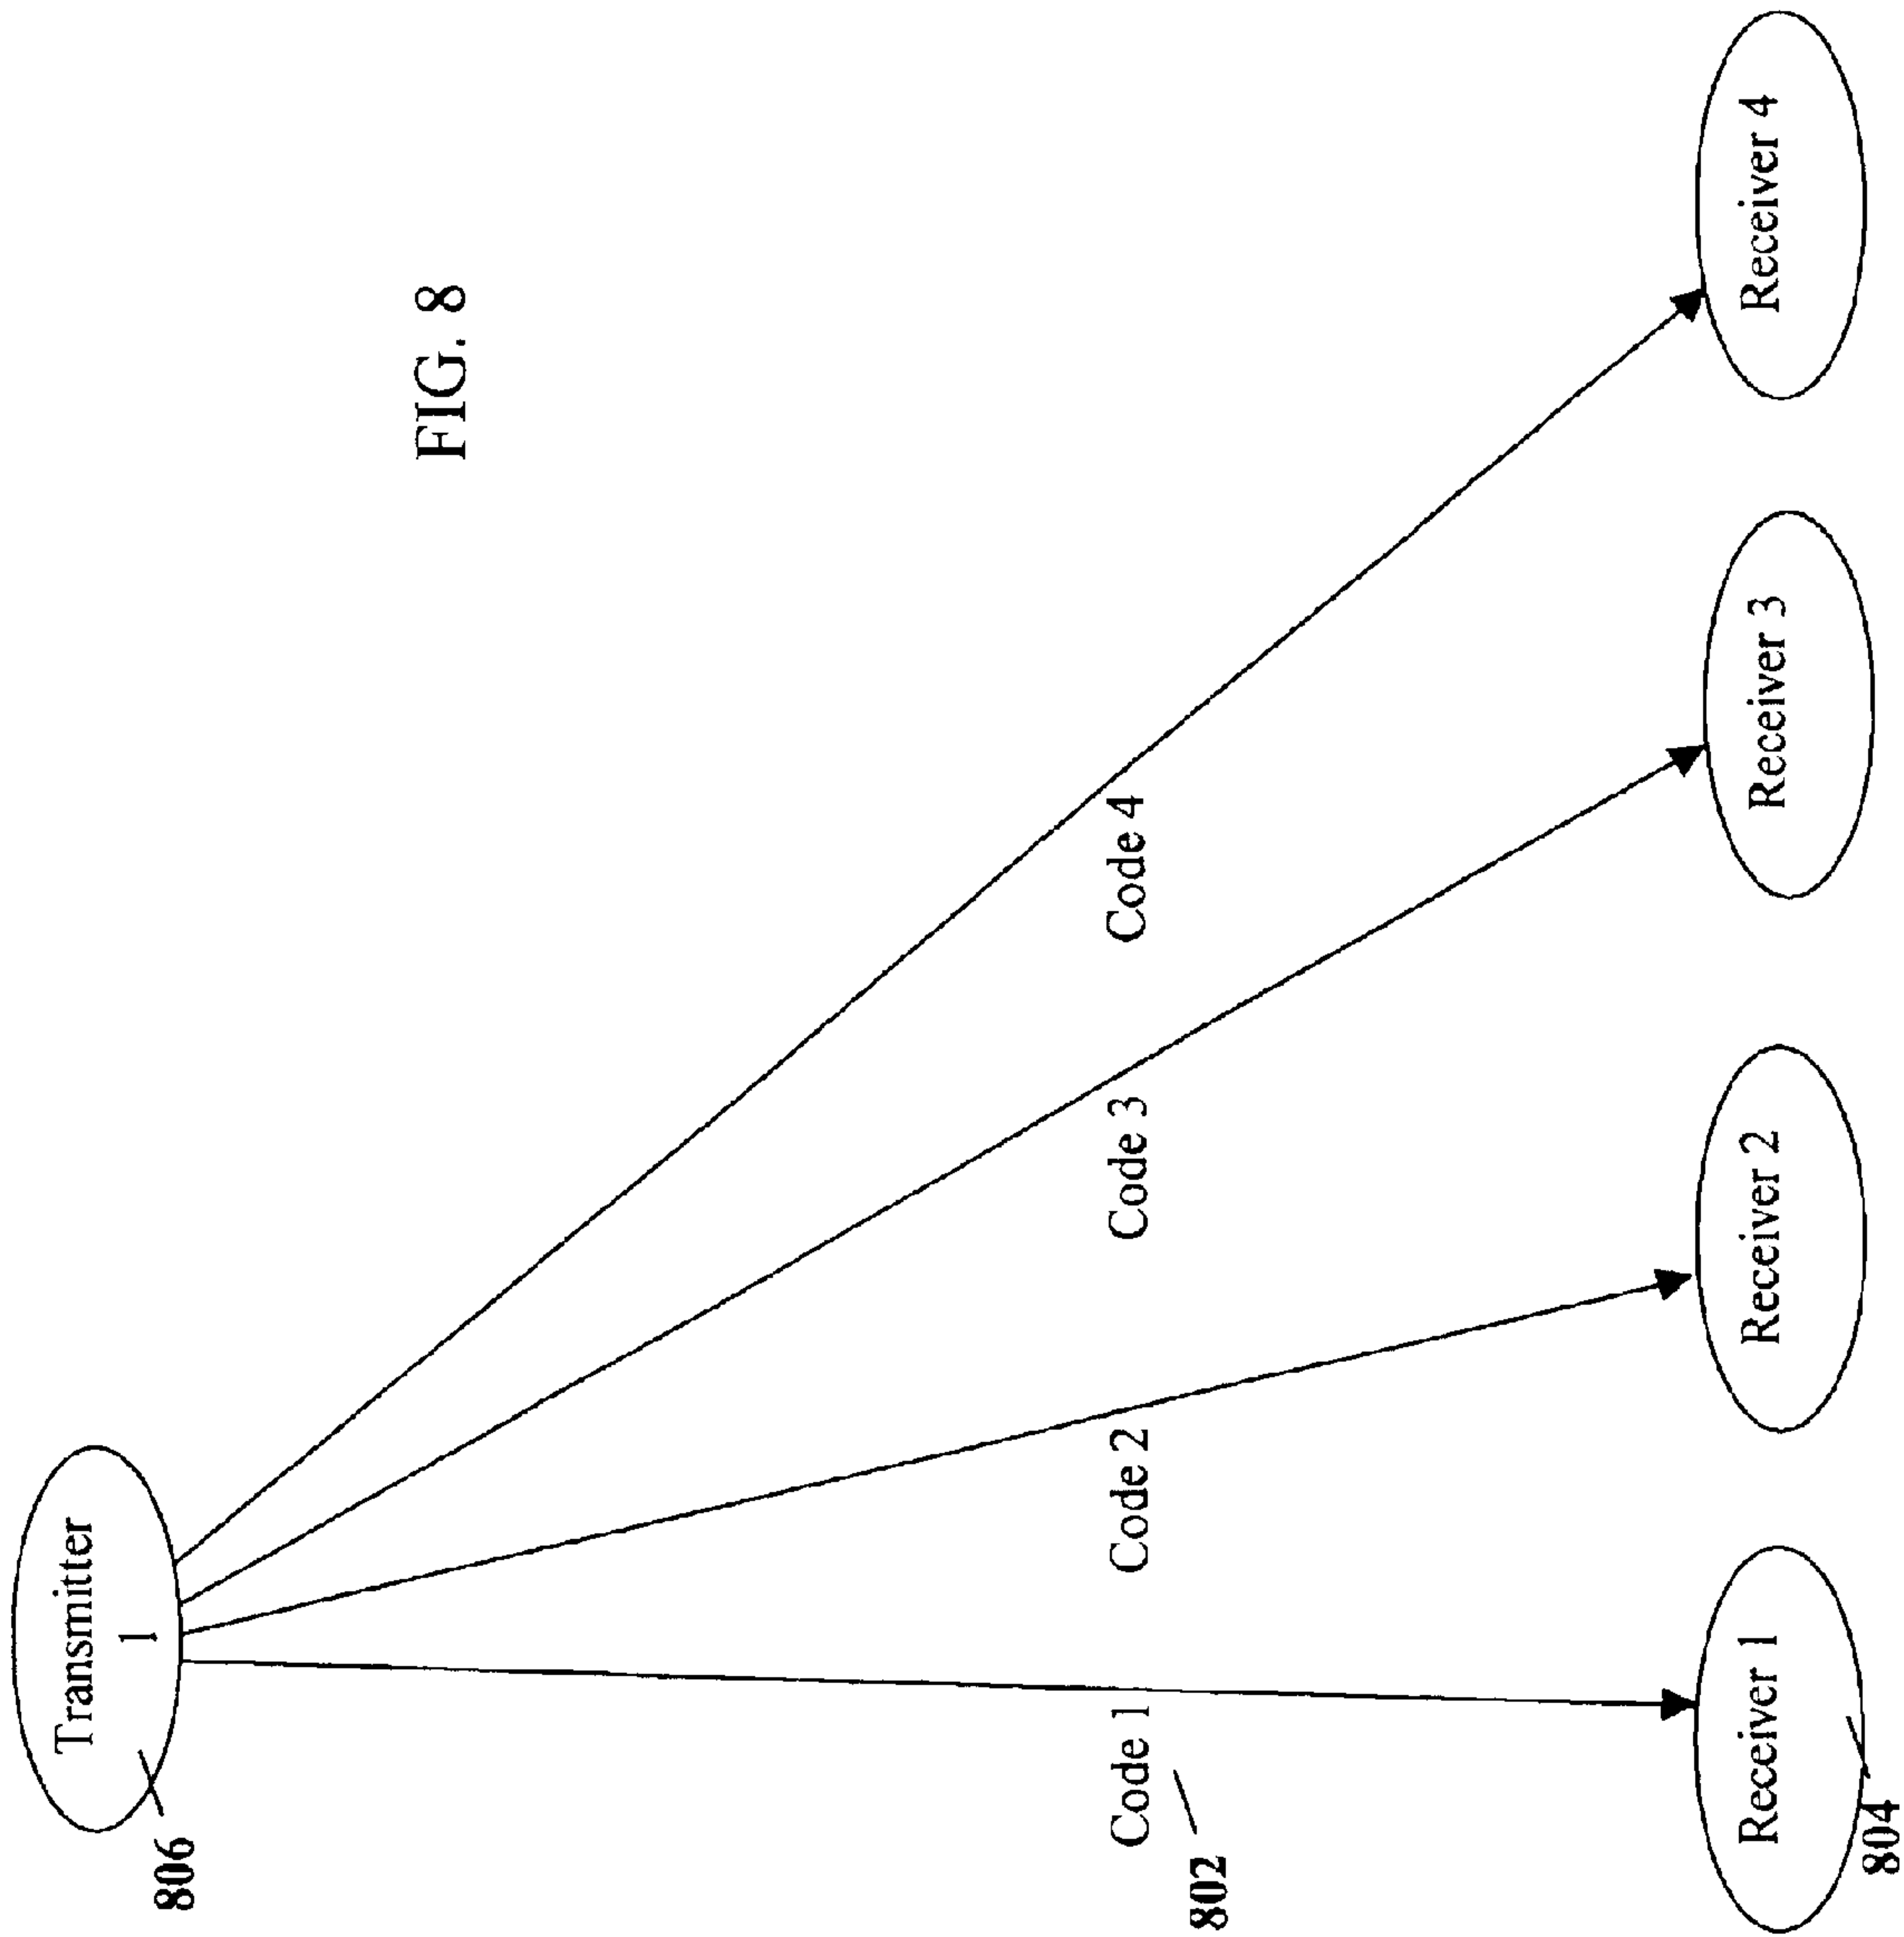 FIG. 8
Transmitter
1
806
Code 1
Code 2
Code 3
Code 4
802
Receiver 1
Receiver 2
Receiver 3
Receiver 4
804